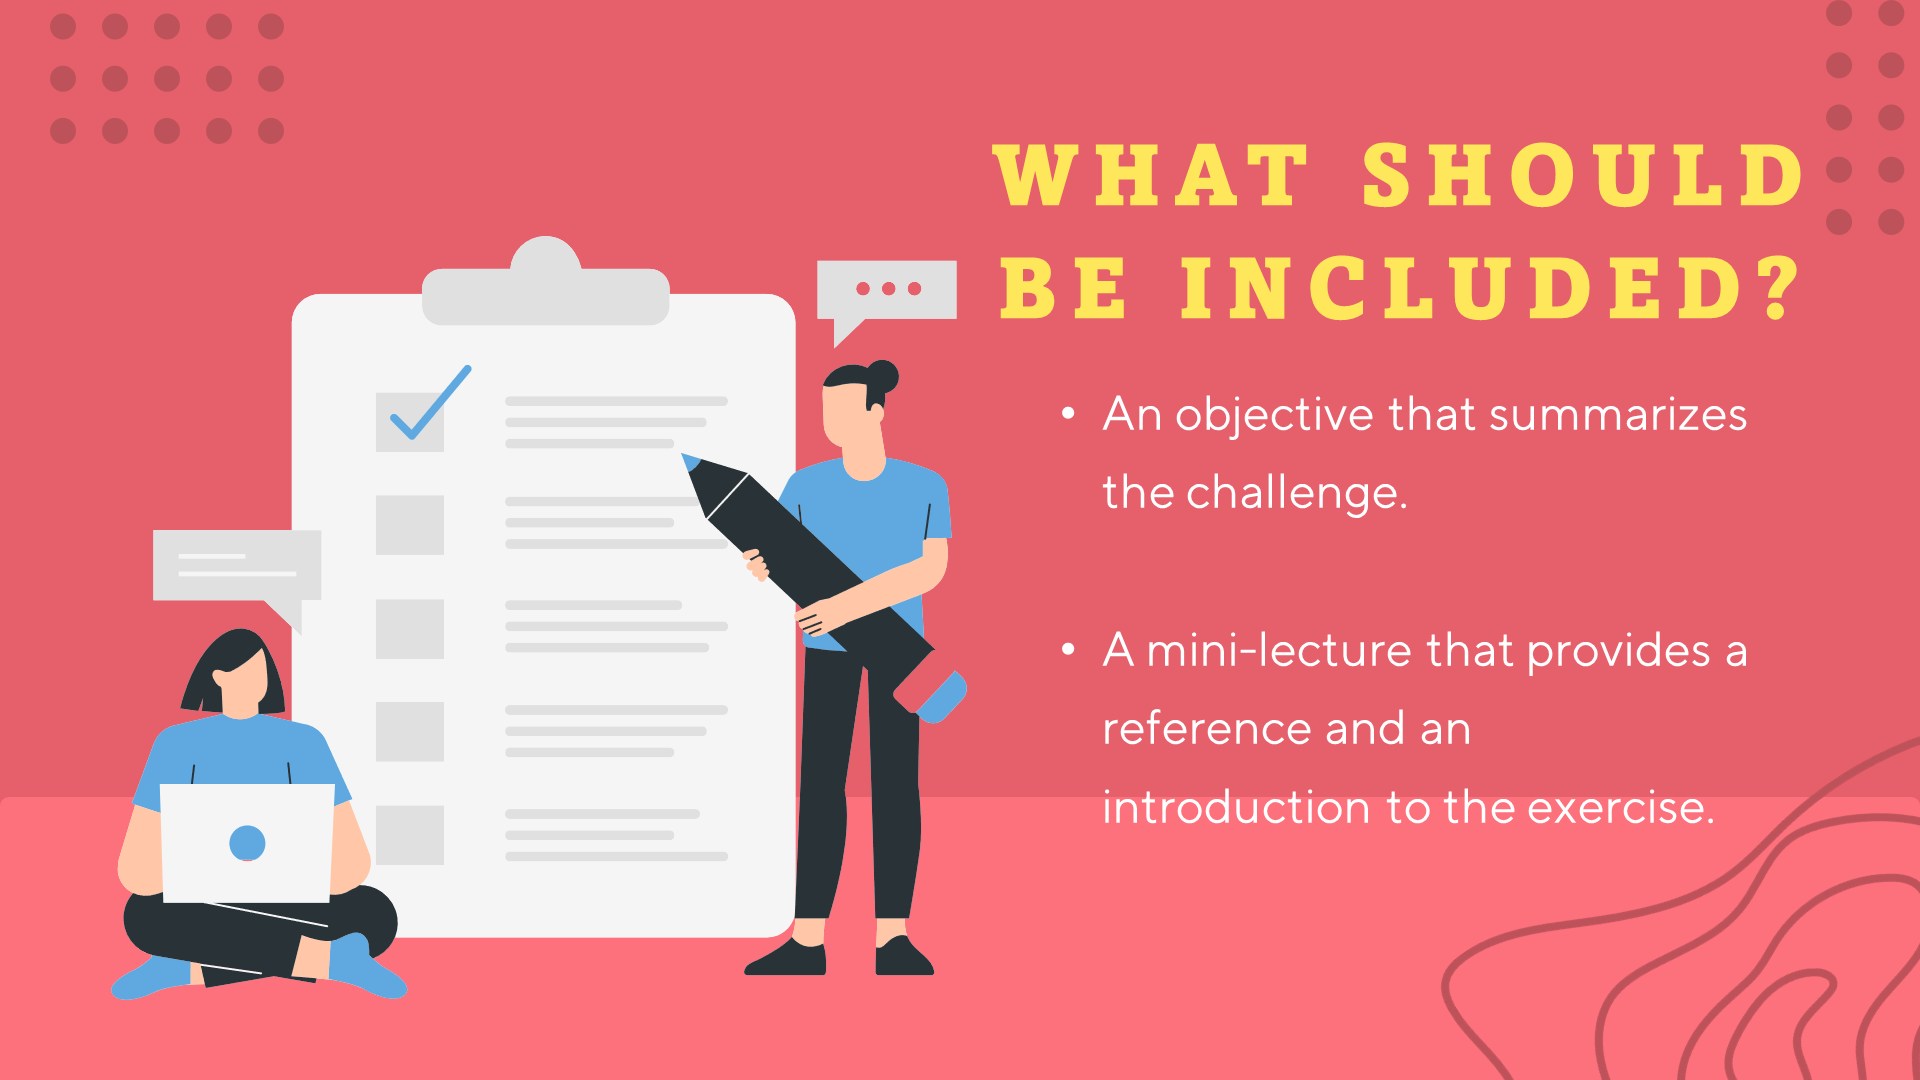 WHAT SHOULD
BE INCLUDED?
• An objective that summarizes
the challenge.
• A mini-lecture that provides a
reference and an
introduction to the exercise.